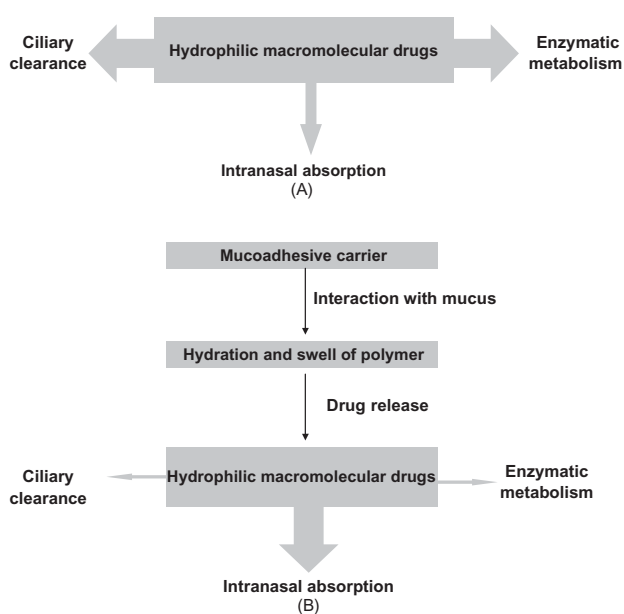 Ciliary
clearance
Hydrophilic macromolecular drugs
Enzymatic
metabolism
Intranasal absorption
(A)
Mucoadhesive carrier
Interaction with mucus
Hydration and swell of polymer
Drug release
Ciliary
clearance
Hydrophilic macromolecular drugs
Enzymatic
metabolism
Intranasal absorption
(B)